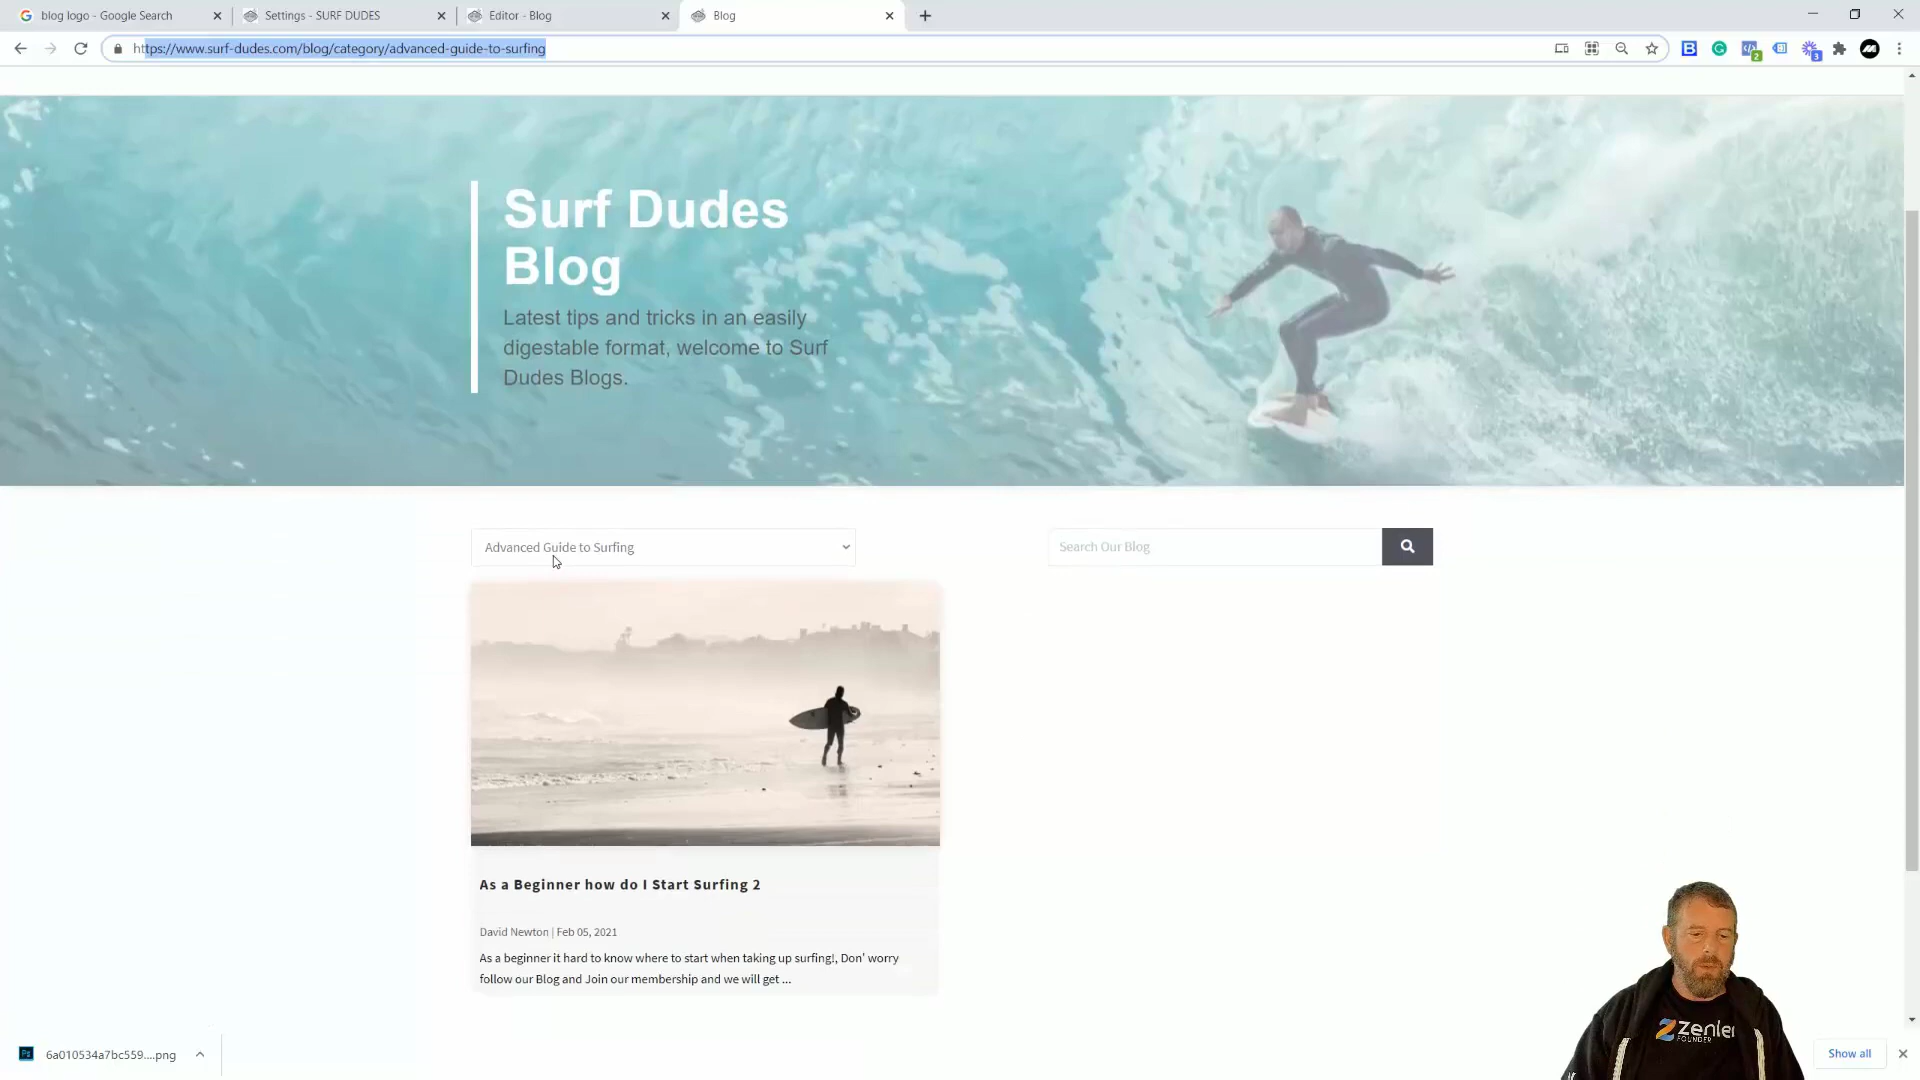 blog logo - Google Search
Settings - SURF DUDES
Editor - Blog
Blog
https://www.surf-dudes.com/blog/category/advanced-guide-to-surfing
2
3
Surf Dudes
Blog
Latest tips and tricks in an easily
digestable format, welcome to Surf
Dudes Blogs.
Advanced Guide to Surfing
Search Our Blog
As a Beginner how do I Start Surfing 2
David Newton | Feb 05, 2021
As a beginner it hard to know where to start when taking up surfing!, Don' worry
follow our Blog and Join our membership and we will get ...
zenler
FOUNDER
6a010534a7bc559....png
Show all